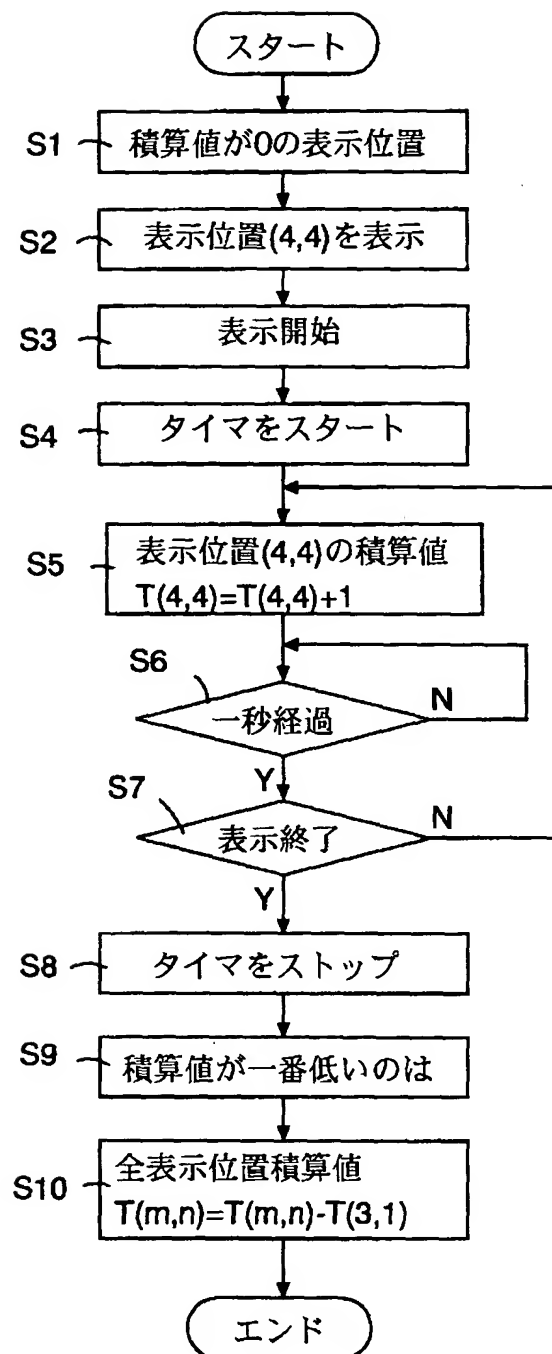 スタート
S1
積算値が0の表示位置
S2
表示位置(4,4)を表示
S3
表示開始
S4
タイマをスタート
S5
表示位置(4,4)の積算値
T(4,4)=T(4,4)+1
S6
一秒経過
N
Y
S7
表示終了
N
Y
S8
タイマをストップ
S9
積算値が一番低いのは
S10
全表示位置積算値
T(m,n)=T(m,n)-T(3,1)
エンド